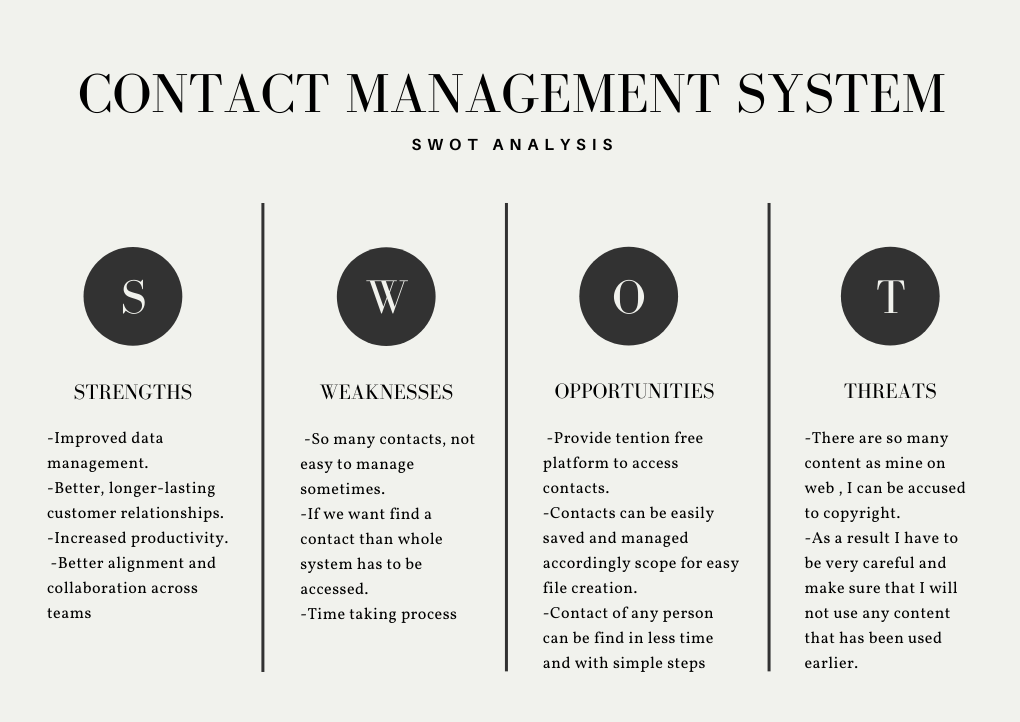 CONTACT MANAGEMENT SYSTEM
SWOT ANALYSIS
S
STRENGTHS
-Improved data
management.
-Better, longer-lasting
customer relationships.
-Increased productivity.
-Better alignment and
collaboration across
teams
W
WEAKNESSES
-So many contacts, not
easy to manage
sometimes.
-If we want find a
contact than whole
system has to be
accessed.
-Time taking process
O
OPPORTUNITIES
-Provide tention free
platform to access
contacts.
-Contacts can be easily
saved and managed
accordingly scope for easy
file creation.
-Contact of any person
can be find in less time
and with simple steps
T
THREATS
-There are so many
content as mine on
web , I can be accused
to copyright.
-As a result I have to
be very careful and
make sure that I will
not use any content
that has been used
earlier.